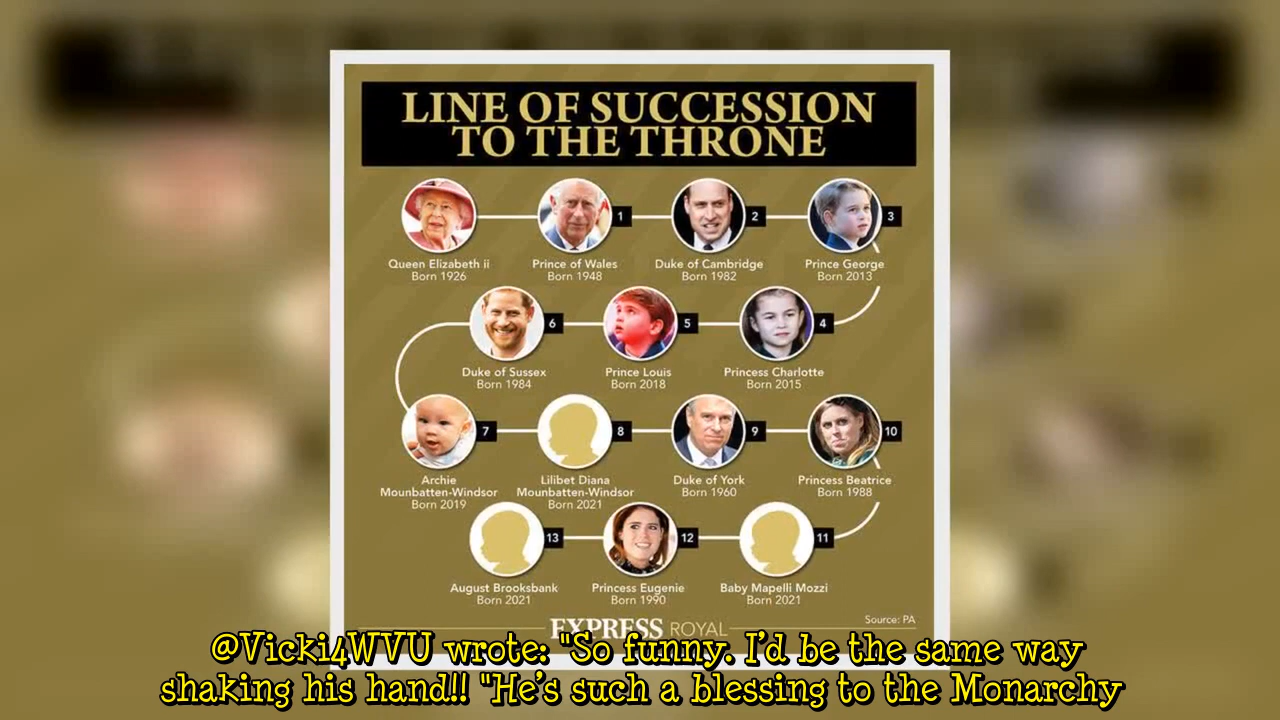 LINE OF SUCCESSION
TO THE THRONE
1
2
3
Queen Elizabeth ii
Born 1926
Prince of Wales
Born 1948
Duke of Cambridge
Born 1982
Prince George
Born 2013
6
5
4
Duke of Sussex
Born 1984
Prince Louis
Born 2018
Princess Charlotte
Born 2015
7
8
9
10
Archie
Mounbatten-Windsor
Born 2019
Lilibet Diana
Mounbatten-Windsor
Born 2021
Duke of York
Born 1960
Princess Beatrice
Born 1988
13
12
11
August Brooksbank
Born 2021
Princess Eugenie
Born 1990
Baby Mapelli Mozzi
Born 2021
Source: PA
EXPRESS ROYAL
@Vicki4WVU wrote: "So funny. I'd be the same way
shaking his hand!! "He's such a blessing to the Monarchy